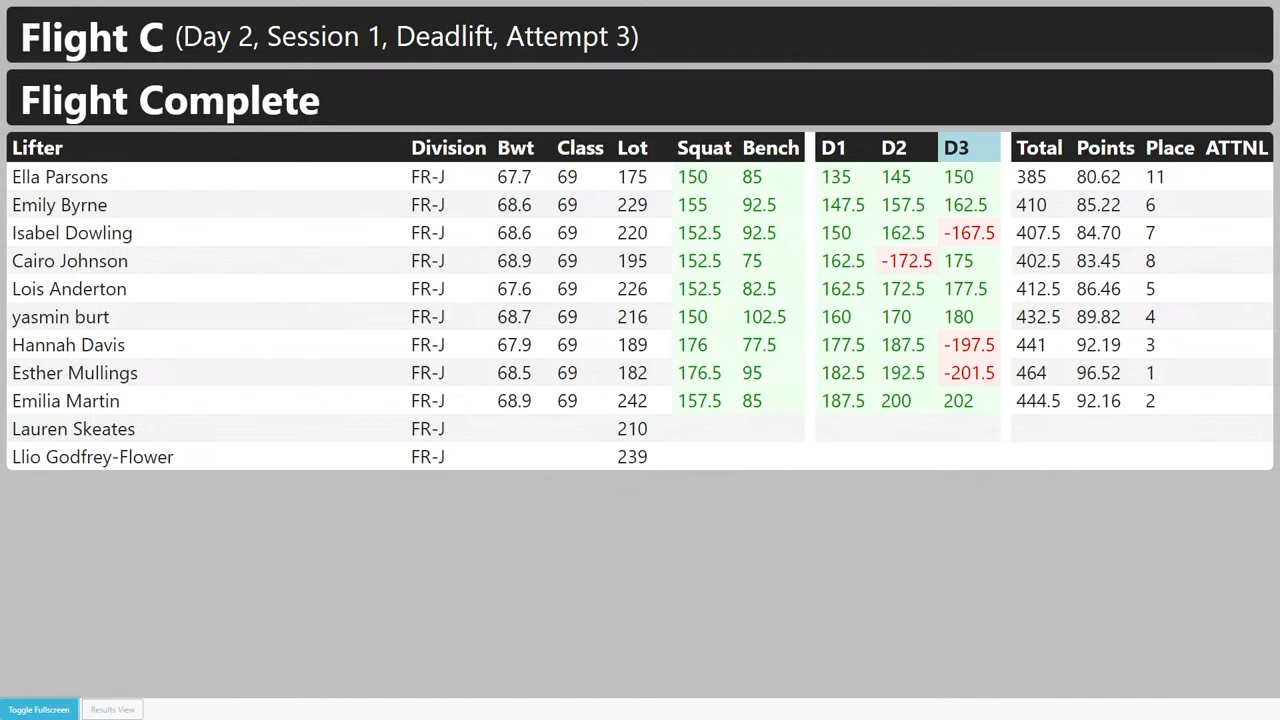 Flight C (Day 2, Session 1, Deadlift, Attempt 3)
Flight Complete
Lifter Division Bwt Class Lot Squat Bench D1 D2 D3 Total Points Place ATTNL
Ella Parsons FR-J 67.7 69 175 150 85 135 145 150 385 80.62 11
Emily Byrne FR-J 68.6 69 229 155 92.5 147.5 157.5 162.5 410 85.22 6
Isabel Dowling FR-J 68.6 69 220 152.5 92.5 150 162.5 -167.5 407.5 84.70 7
Cairo Johnson FR-J 68.9 69 195 152.5 75 162.5 -172.5 175 402.5 83.45 8
Lois Anderton FR-J 67.6 69 226 152.5 82.5 162.5 172.5 177.5 412.5 86.46 5
yasmin burt FR-J 68.7 69 216 150 102.5 160 170 180 432.5 89.82 4
Hannah Davis FR-J 67.9 69 189 176 77.5 177.5 187.5 -197.5 441 92.19 3
Esther Mullings FR-J 68.5 69 182 176.5 95 182.5 192.5 -201.5 464 96.52 1
Emilia Martin FR-J 68.9 69 242 157.5 85 187.5 200 202 444.5 92.16 2
Lauren Skeates FR-J 210
Llio Godfrey-Flower FR-J 239
Toggle Fullscreen Results View